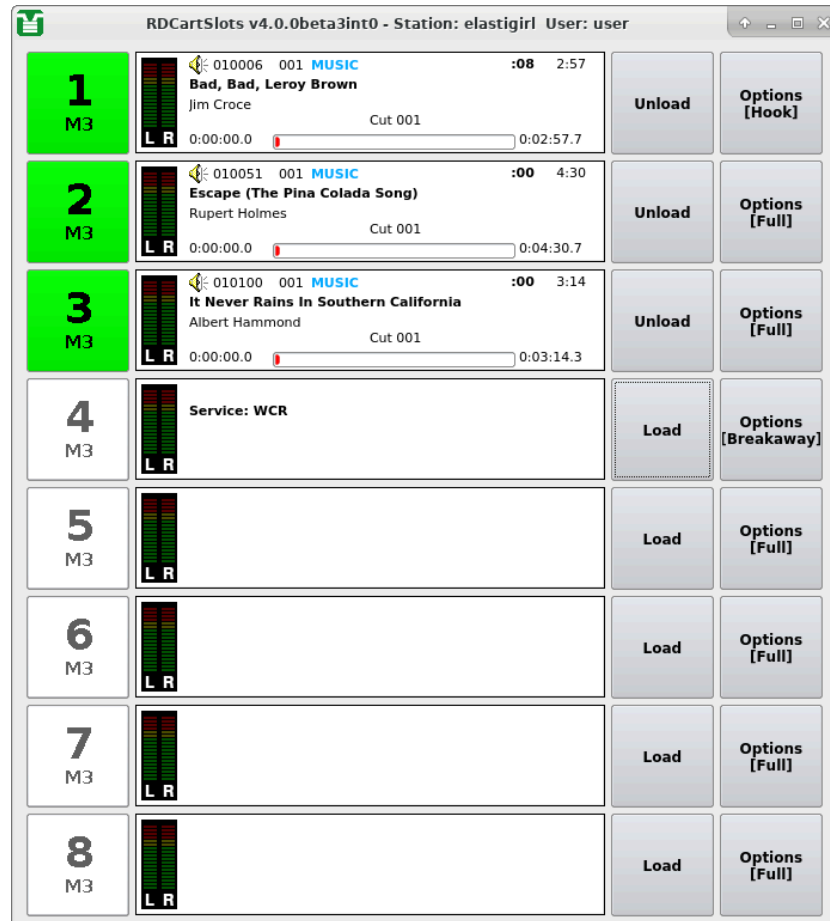 RDCartSlots v4.0.0beta3int0 - Station: elastigirl User: user
1
M3
L R
010006 001 MUSIC :08 2:57
Bad, Bad, Leroy Brown
Jim Croce
Cut 001
0:00:00.0 0:02:57.7
Unload
Options
[Hook]
2
M3
L R
010051 001 MUSIC :00 4:30
Escape (The Pina Colada Song)
Rupert Holmes
Cut 001
0:00:00.0 0:04:30.7
Unload
Options
[Full]
3
M3
L R
010100 001 MUSIC :00 3:14
It Never Rains In Southern California
Albert Hammond
Cut 001
0:00:00.0 0:03:14.3
Unload
Options
[Full]
4
M3
L R
Service: WCR
Load
Options
[Breakaway]
5
M3
L R
Load
Options
[Full]
6
M3
L R
Load
Options
[Full]
7
M3
L R
Load
Options
[Full]
8
M3
L R
Load
Options
[Full]